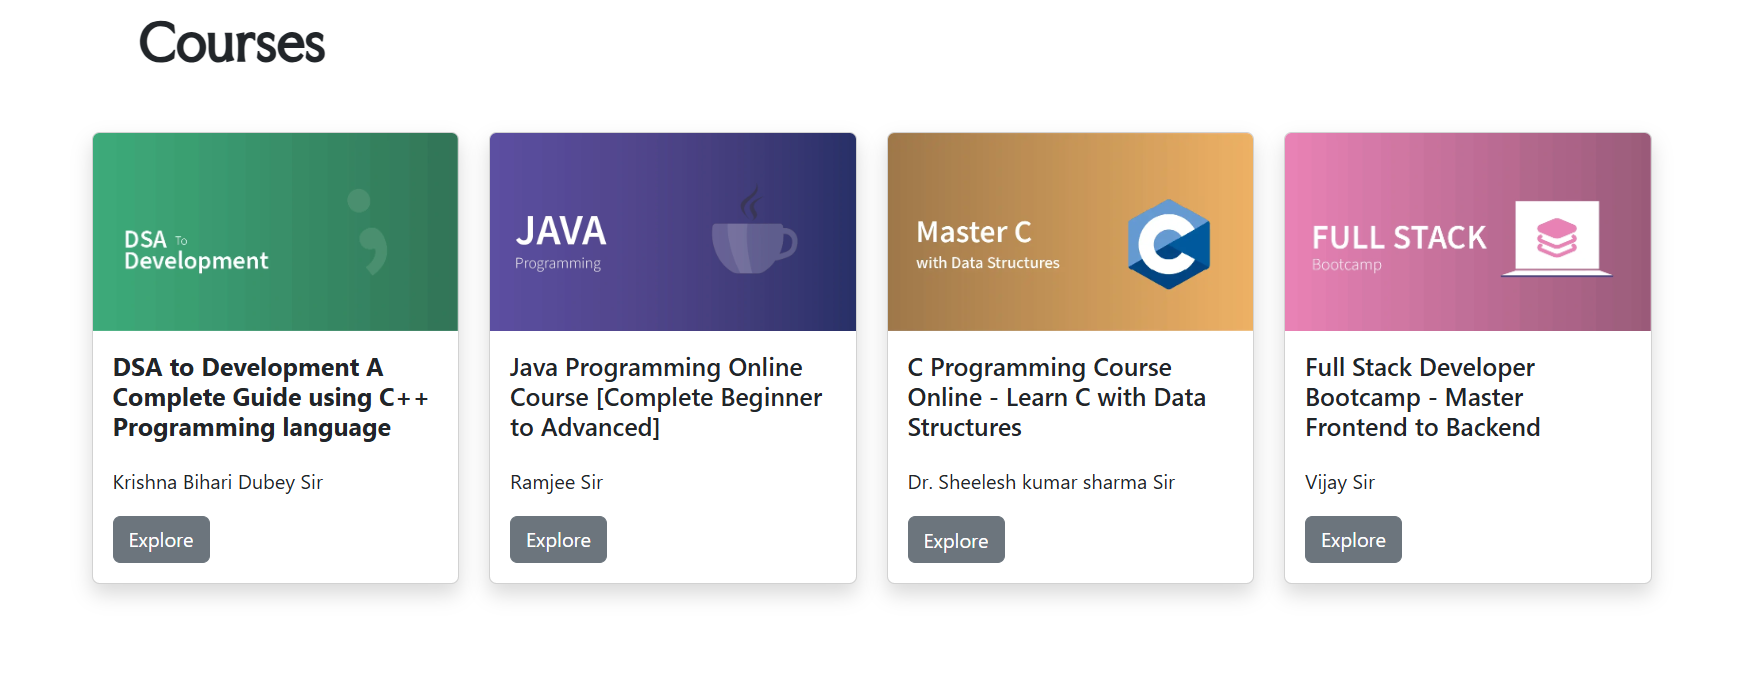 Courses
DSA To
Development
DSA to Development A
Complete Guide using C++
Programming language
Krishna Bihari Dubey Sir
Explore
JAVA
Programming
Java Programming Online
Course [Complete Beginner
to Advanced]
Ramjee Sir
Explore
Master C
with Data Structures
C
C Programming Course
Online - Learn C with Data
Structures
Dr. Sheelesh kumar sharma Sir
Explore
FULL STACK
Bootcamp
Full Stack Developer
Bootcamp - Master
Frontend to Backend
Vijay Sir
Explore